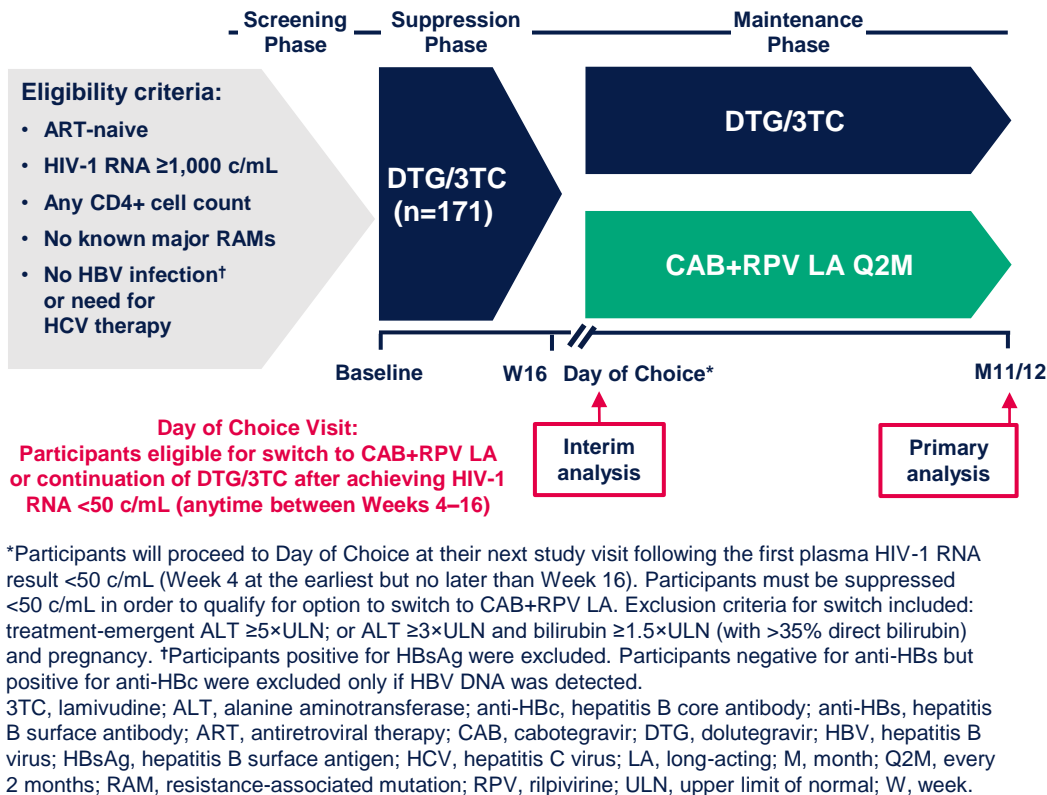 Screening
Phase
Suppression
Phase
Maintenance
Phase
Eligibility criteria:
• ART-naive
• HIV-1 RNA ≥1,000 c/mL
• Any CD4+ cell count
• No known major RAMs
• No HBV infection†
or need for
HCV therapy
DTG/3TC
(n=171)
DTG/3TC
CAB+RPV LA Q2M
Baseline
W16
Day of Choice*
M11/12
Day of Choice Visit:
Participants eligible for switch to CAB+RPV LA
or continuation of DTG/3TC after achieving HIV-1
RNA <50 c/mL (anytime between Weeks 4–16)
Interim
analysis
Primary
analysis
*Participants will proceed to Day of Choice at their next study visit following the first plasma HIV-1 RNA
result <50 c/mL (Week 4 at the earliest but no later than Week 16). Participants must be suppressed
<50 c/mL in order to qualify for option to switch to CAB+RPV LA. Exclusion criteria for switch included:
treatment-emergent ALT ≥5×ULN; or ALT ≥3×ULN and bilirubin ≥1.5×ULN (with >35% direct bilirubin)
and pregnancy. †Participants positive for HBsAg were excluded. Participants negative for anti-HBs but
positive for anti-HBc were excluded only if HBV DNA was detected.
3TC, lamivudine; ALT, alanine aminotransferase; anti-HBc, hepatitis B core antibody; anti-HBs, hepatitis
B surface antibody; ART, antiretroviral therapy; CAB, cabotegravir; DTG, dolutegravir; HBV, hepatitis B
virus; HBsAg, hepatitis B surface antigen; HCV, hepatitis C virus; LA, long-acting; M, month; Q2M, every
2 months; RAM, resistance-associated mutation; RPV, rilpivirine; ULN, upper limit of normal; W, week.